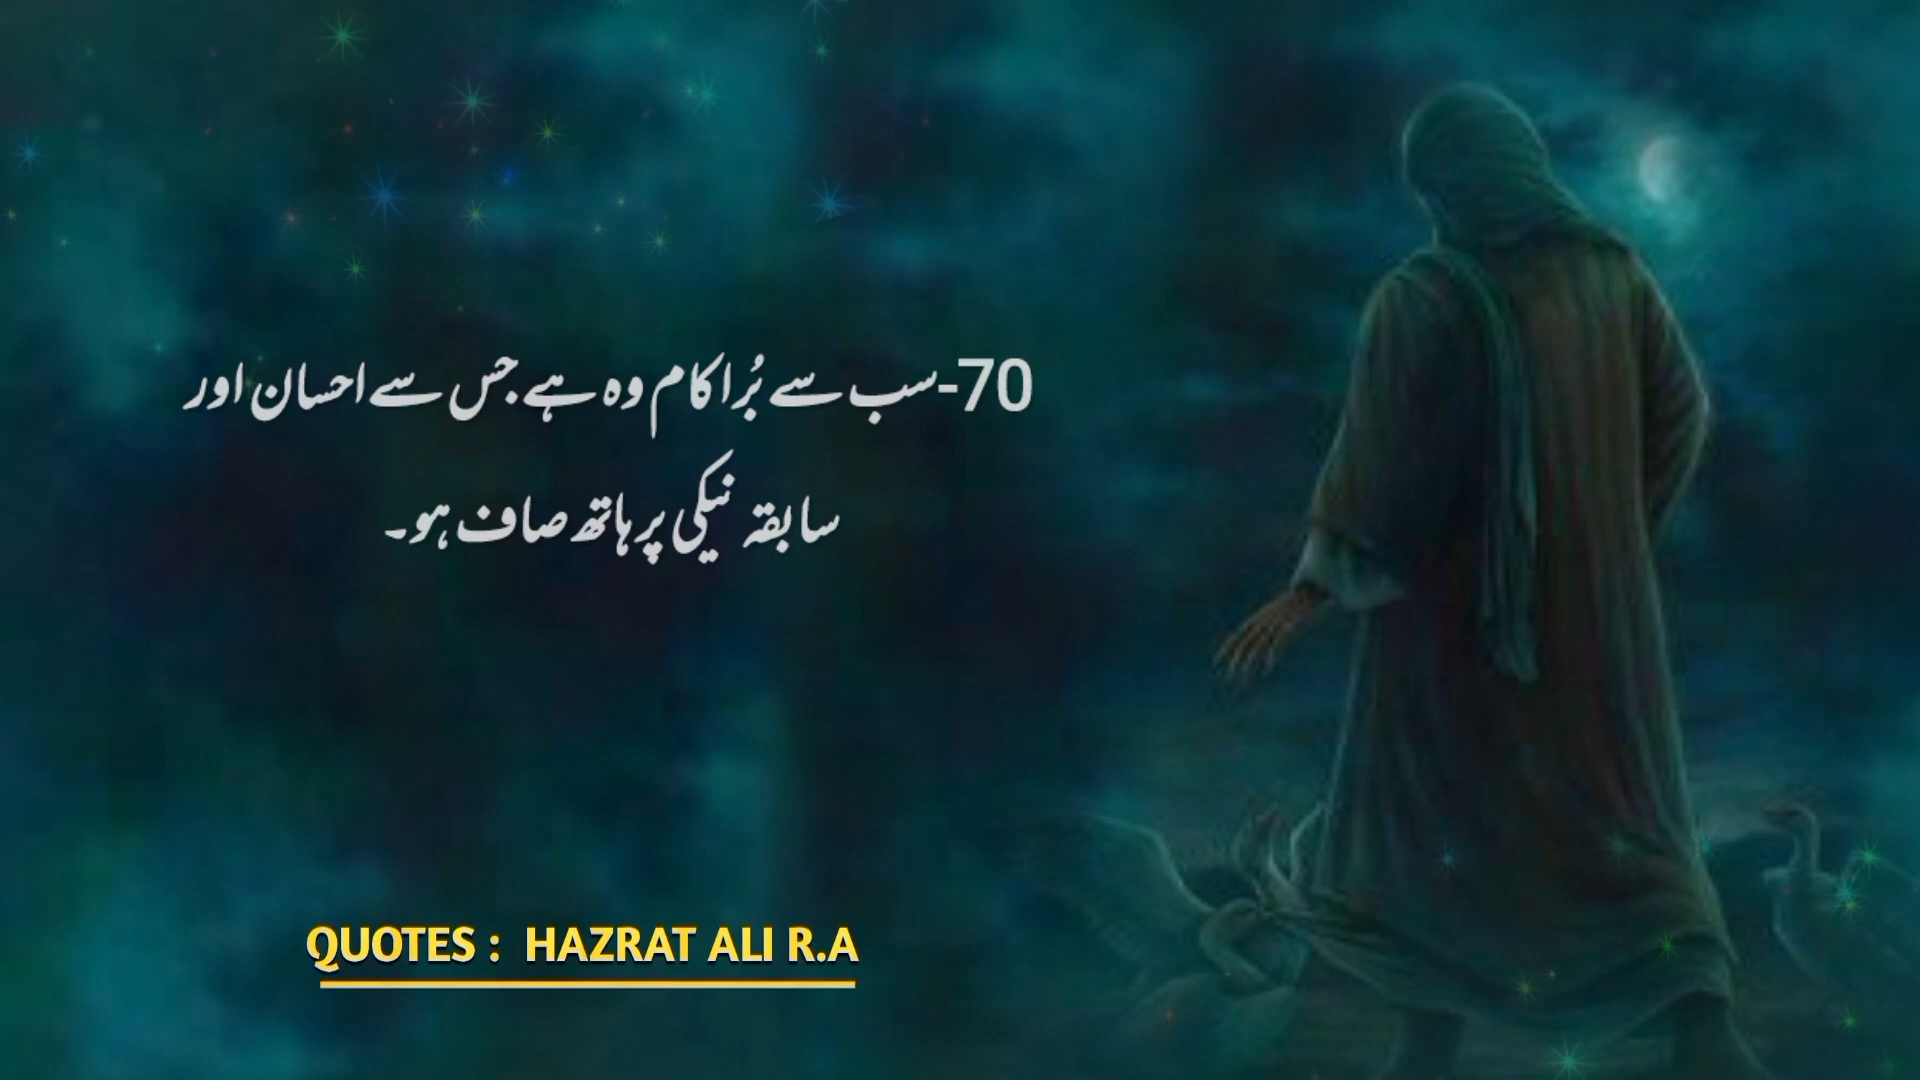 70-سب سے بُرا کام وہ ہے جس سے احسان اور
سابقہ نیکی پر ہاتھ صاف ہو۔
QUOTES : HAZRAT ALI R.A